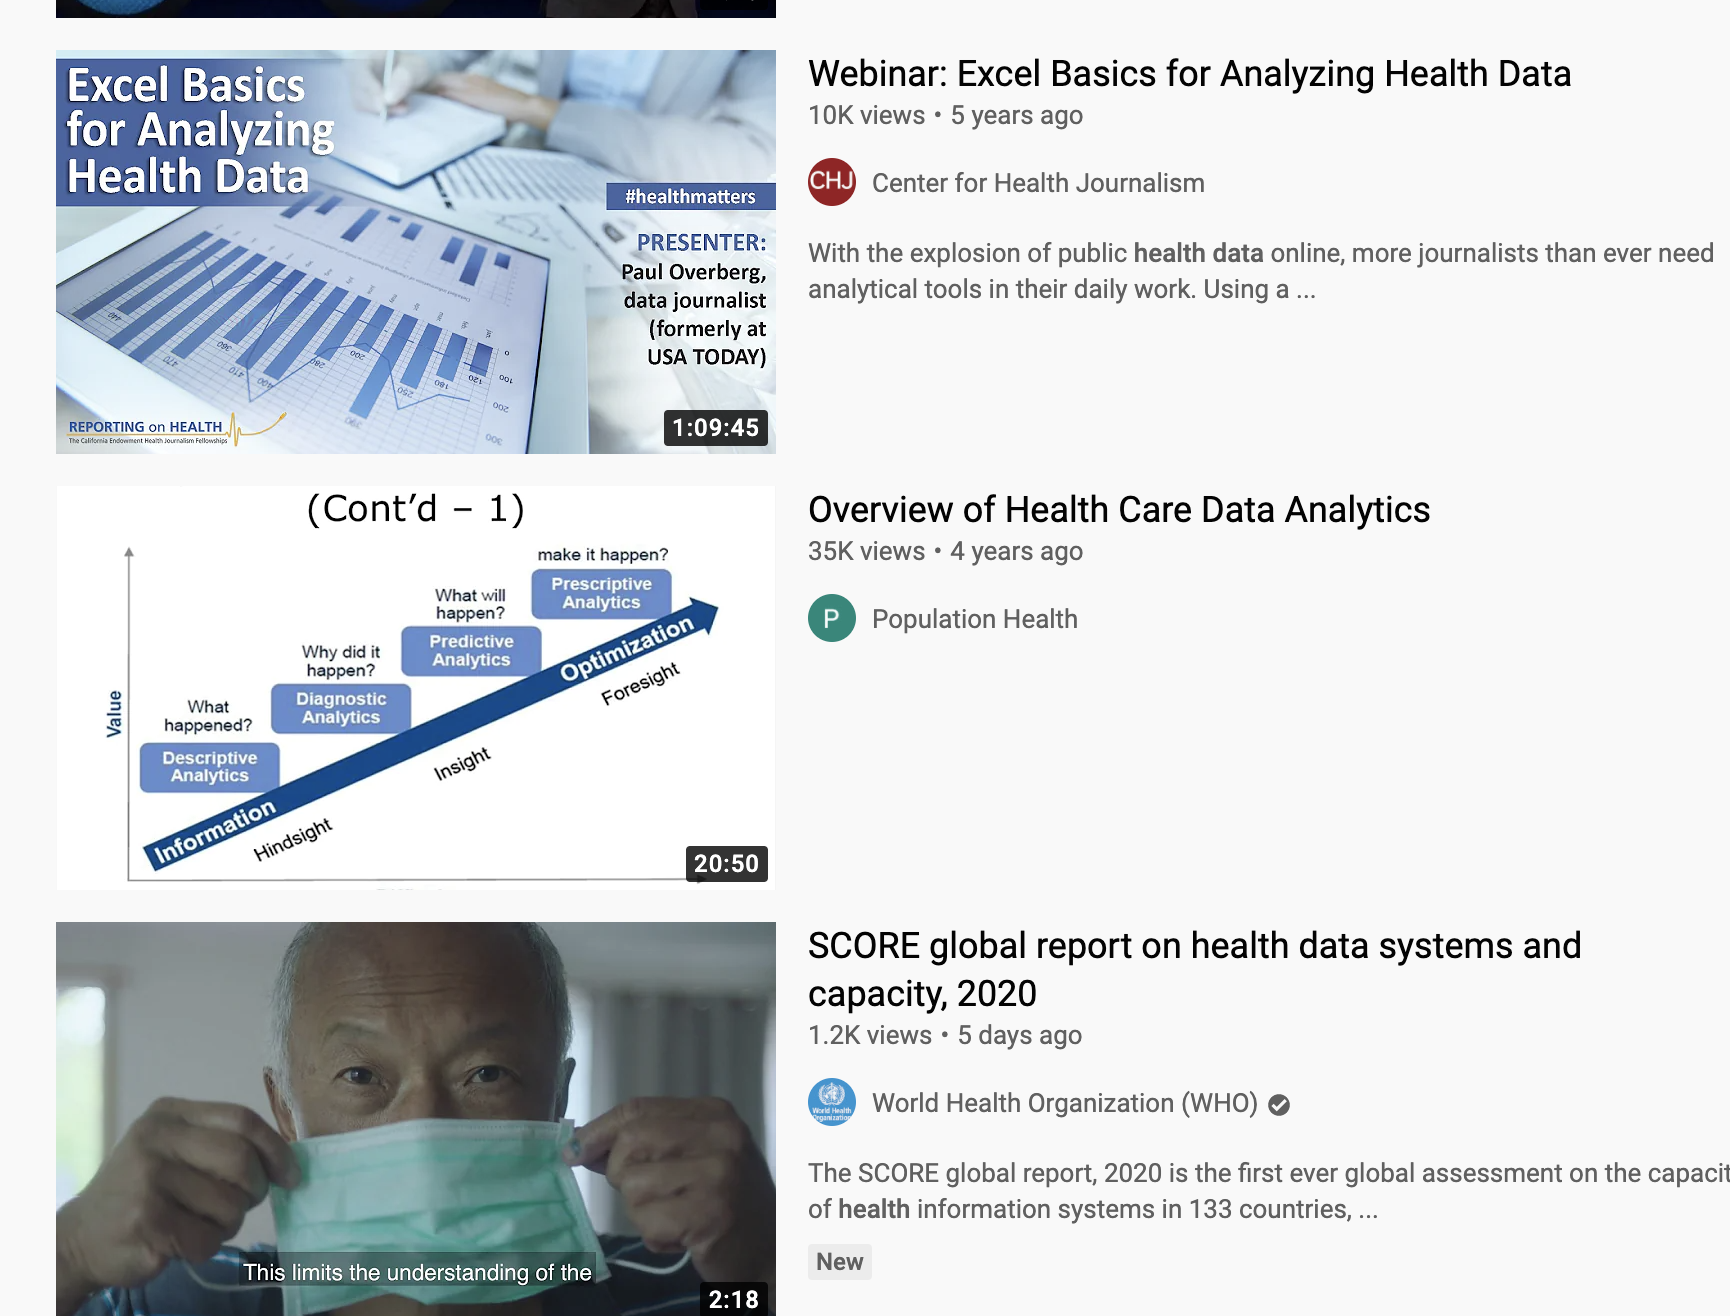 Excel Basics
for Analyzing
Health Data
#healthmatters
PRESENTER:
Paul Overberg,
data journalist
(formerly at
USA TODAY)
REPORTING on HEALTH
The California Endowment Health Journalism Fellowships
1:09:45
Webinar: Excel Basics for Analyzing Health Data
10K views • 5 years ago
CHJ Center for Health Journalism
With the explosion of public health data online, more journalists than ever need
analytical tools in their daily work. Using a ...
(Cont’d – 1)
make it happen?
Prescriptive
Analytics
What will
happen?
Predictive
Analytics
Why did it
happen?
Diagnostic
Analytics
What
happened?
Descriptive
Analytics
Value
Information
Optimization
Hindsight
Insight
Foresight
20:50
Overview of Health Care Data Analytics
35K views • 4 years ago
P Population Health
This limits the understanding of the
2:18
SCORE global report on health data systems and
capacity, 2020
1.2K views • 5 days ago
World Health
Organization
World Health Organization (WHO)
The SCORE global report, 2020 is the first ever global assessment on the capacit
of health information systems in 133 countries, ...
New